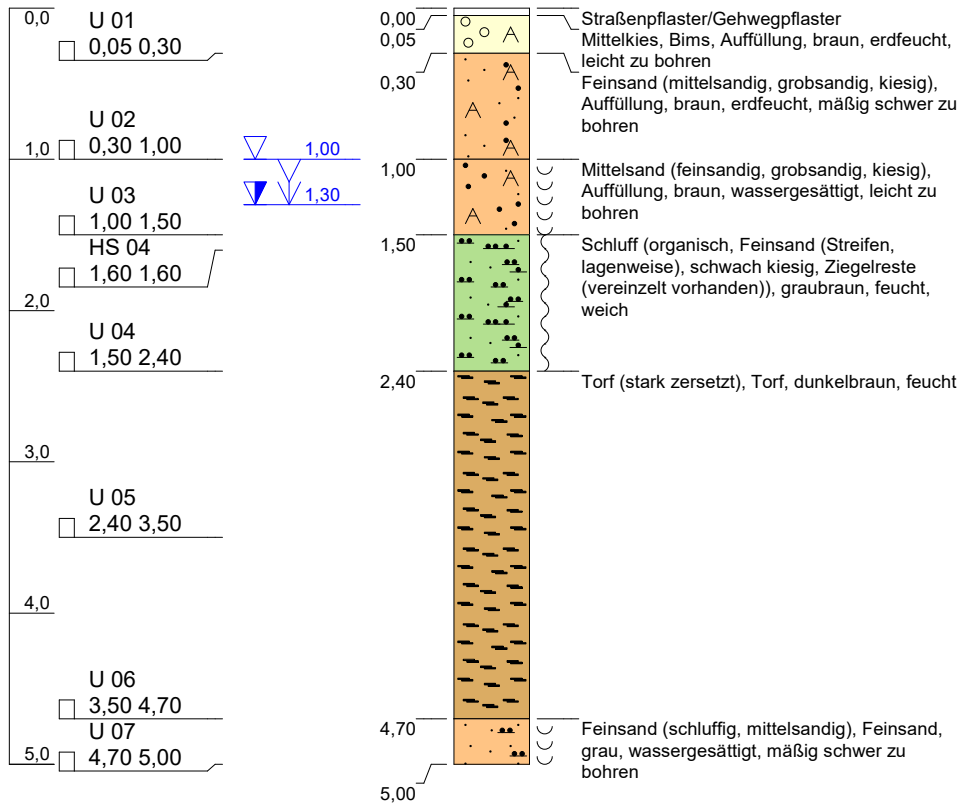 0,0
U 01
0,05 0,30
U 02
0,30 1,00
1,0
U 03
1,00 1,50
HS 04
1,60 1,60
2,0
U 04
1,50 2,40
3,0
U 05
2,40 3,50
4,0
U 06
3,50 4,70
U 07
4,70 5,00
5,0
1,00
1,30
0,00
Straßenpflaster/Gehwegpflaster
0,05
Mittelkies, Bims, Auffüllung, braun, erdfeucht,
leicht zu bohren
0,30
Feinsand (mittelsandig, grobsandig, kiesig),
Auffüllung, braun, erdfeucht, mäßig schwer zu
bohren
1,00
Mittelsand (feinsandig, grobsandig, kiesig),
Auffüllung, braun, wassergesättigt, leicht zu
bohren
1,50
Schluff (organisch, Feinsand (Streifen,
lagenweise), schwach kiesig, Ziegelreste
(vereinzelt vorhanden)), graubraun, feucht,
weich
2,40
Torf (stark zersetzt), Torf, dunkelbraun, feucht
4,70
Feinsand (schluffig, mittelsandig), Feinsand,
grau, wassergesättigt, mäßig schwer zu
bohren
5,00
A
A
A
A
A
A